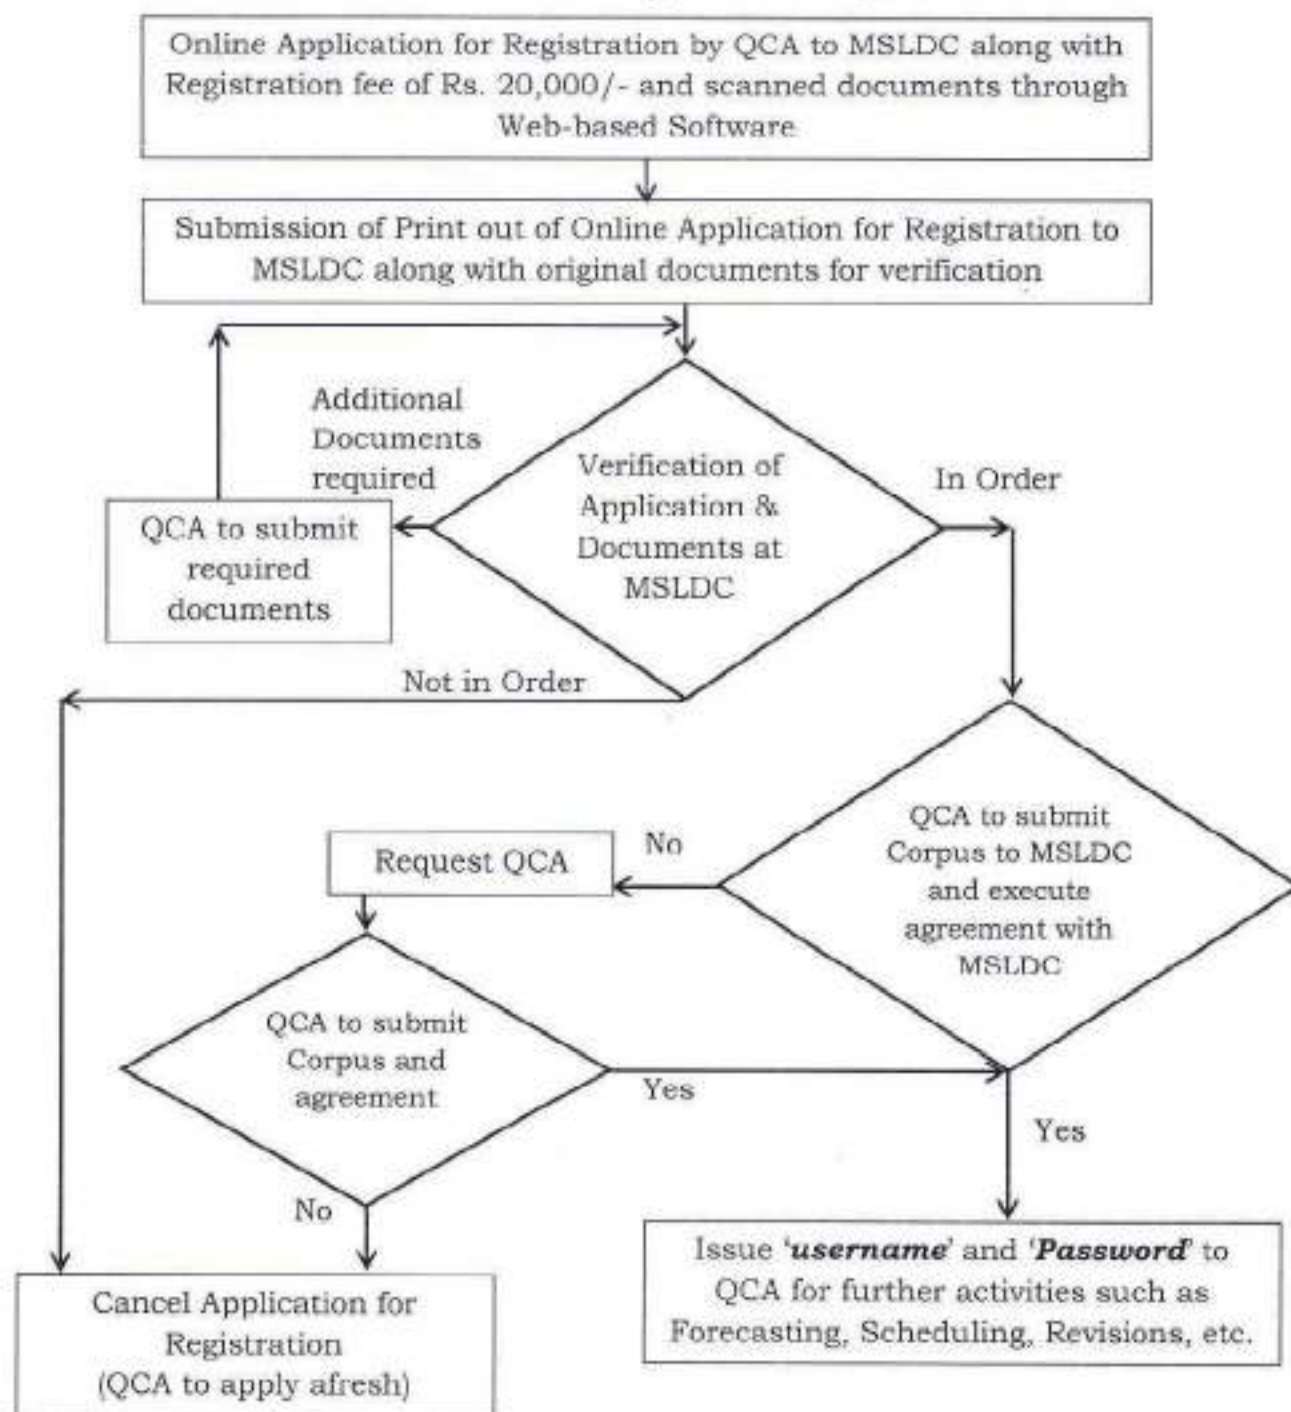 Online Application for Registration by QCA to MSLDC along with
Registration fee of Rs. 20,000/- and scanned documents through
Web-based Software
Submission of Print out of Online Application for Registration to
MSLDC along with original documents for verification
Additional
Documents
required
Verification of
Application &
Documents at
MSLDC
In Order
QCA to submit
required
documents
Not in Order
QCA to submit
Corpus to MSLDC
and execute
agreement with
MSLDC
No
Request QCA
QCA to submit
Corpus and
agreement
Yes
Yes
No
Issue 'username' and 'Password' to
QCA for further activities such as
Forecasting, Scheduling, Revisions, etc.
Cancel Application for
Registration
(QCA to apply afresh)